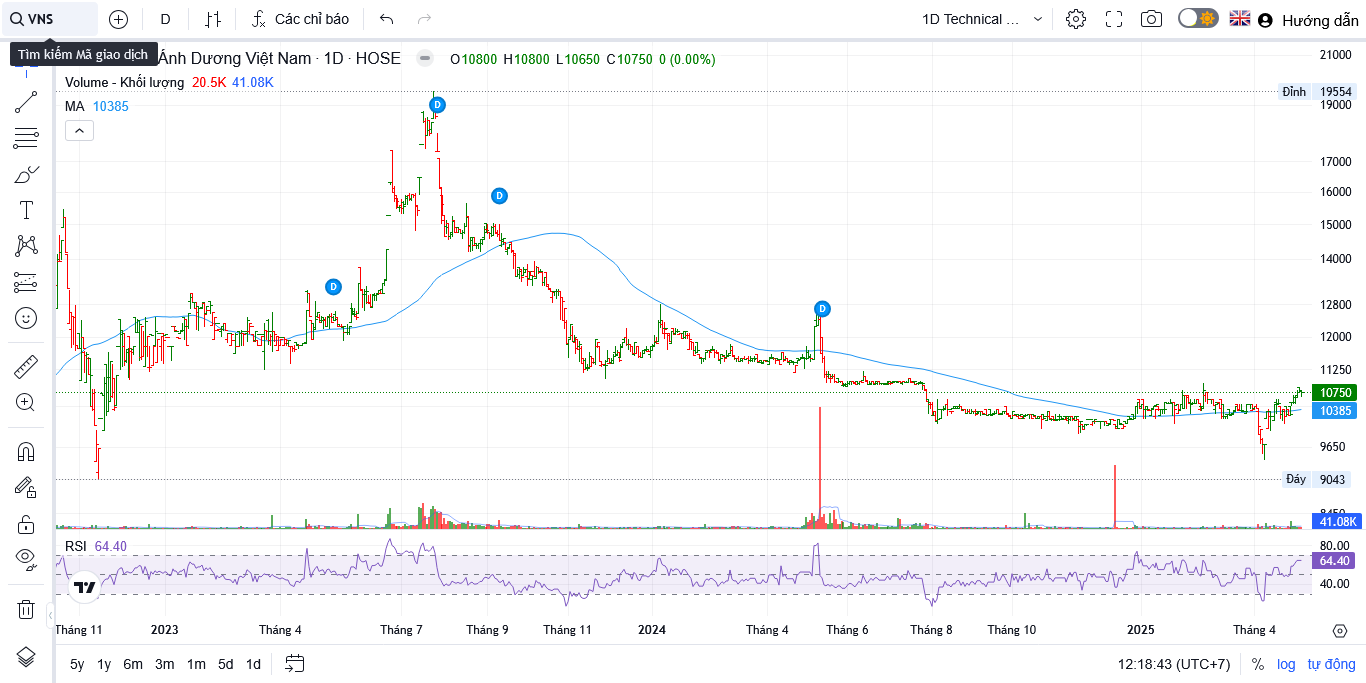 VNS D Các chỉ báo 1D Technical ... Hướng dẫn
Tìm kiếm Mã giao dịch
Ánh Dương Việt Nam · 1D · HOSE O10800 H10800 L10650 C10750 0 (0.00%)
Volume - Khối lượng 20.5K 41.08K
MA 10385
21000
Đỉnh 19554
19000
17000
16000
15000
14000
12800
12000
11250
10750
10385
9650
Đáy 9043
41.08K
D
D
D
D
RSI 64.40
80.00
64.40
40.00
Tháng 11 2023 Tháng 4 Tháng 7 Tháng 9 Tháng 11 2024 Tháng 4 Tháng 6 Tháng 8 Tháng 10 2025 Tháng 4
5y 1y 6m 3m 1m 5d 1d 12:18:43 (UTC+7) % log tự động